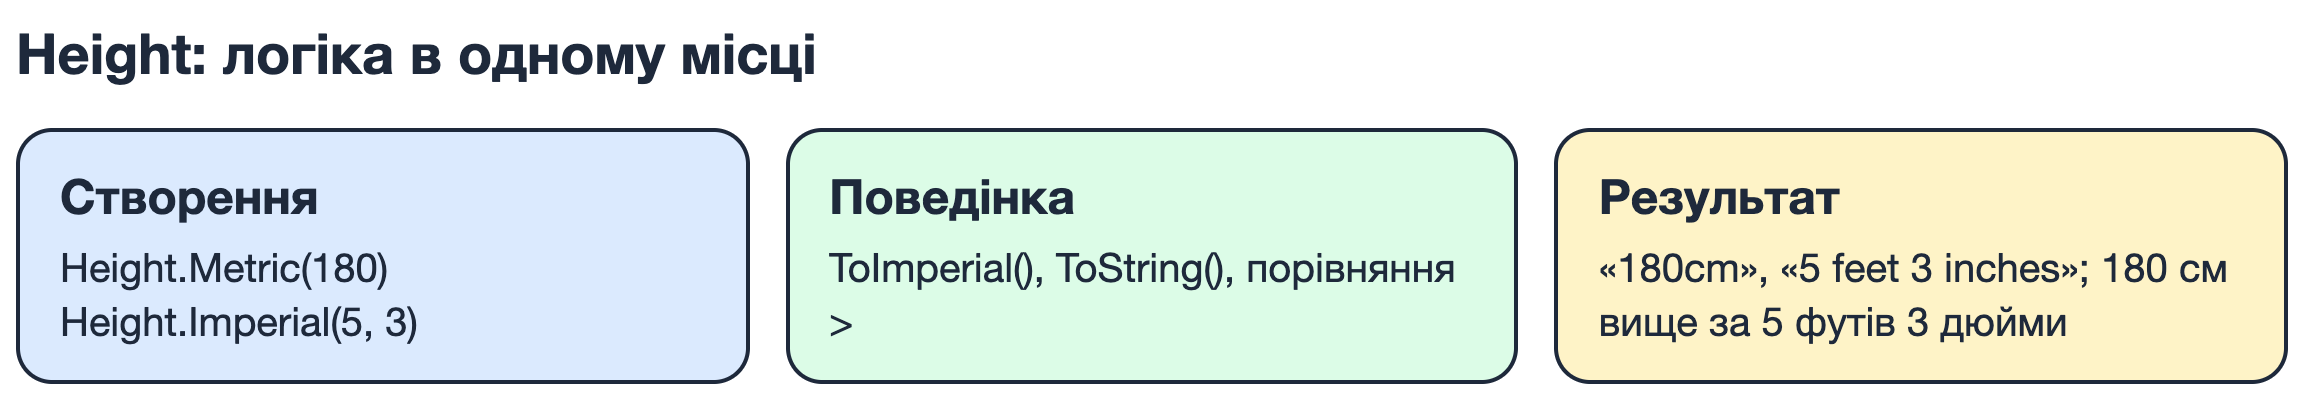 Height: логіка в одному місці
Створення
Height.Metric(180)
Height.Imperial(5, 3)
Поведінка
ToImperial(), ToString(), порівняння
>
Результат
«180cm», «5 feet 3 inches»; 180 см
вище за 5 футів 3 дюйми